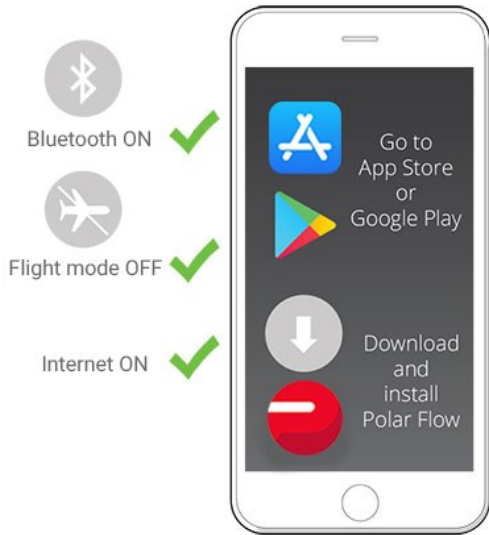 Bluetooth ON
Flight mode OFF
Internet ON
Go to
App Store
or
Google Play
Download
and
install
Polar Flow